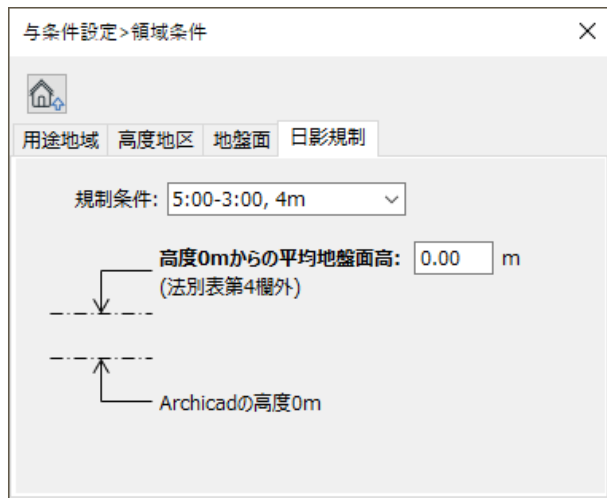 与条件設定>領域条件
用途地域 高度地区 地盤面 日影規制
規制条件: 5:00-3:00, 4m
高度0mからの平均地盤面高: 0.00 m
(法別表第4欄外)
Archicadの高度0m